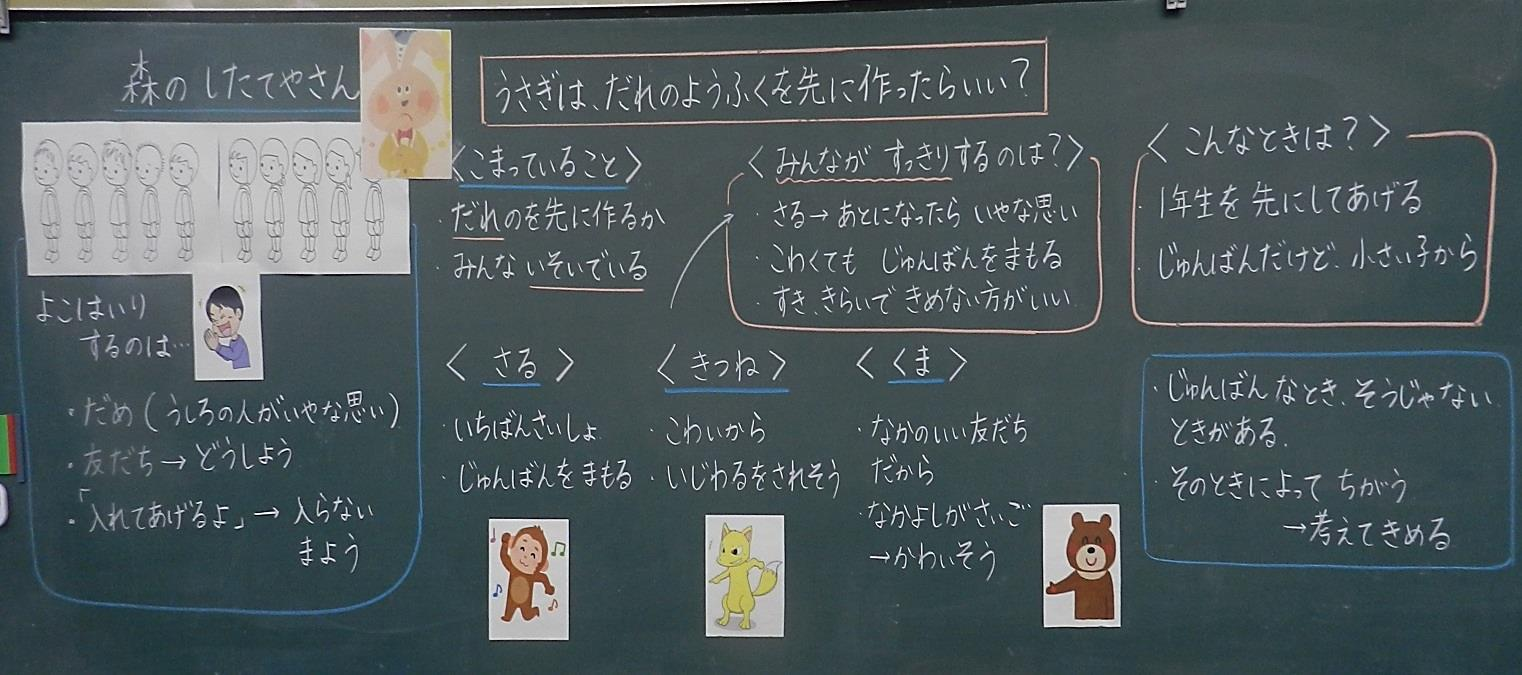 森のしたてやさん
うさぎは、だれのようふくを先に作ったらいい?
よこはいり
するのは…
・だめ(うしろの人がいやな思い)
・友だち→どうしよう
・「入れてあげるよ」→入らない
まよう
〈こまっていること〉
・だれのを先に作るか
・みんないそいでいる
〈みんながすっきりするのは?〉
・さる→あとになったらいやな思い
・こわくてもじゅんばんをまもる
・すき、きらいできめない方がいい
〈こんなときは?〉
・1年生を先にしてあげる
・じゅんばんだけど、小さい子から
〈さる〉
・いちばんさいしょ
・じゅんばんをまもる
〈きつね〉
・こわいから
・いじわるをされそう
〈くま〉
・なかのいい友だち
だから
・なかよしがさいご
→かわいそう
・じゅんばんなとき、そうじゃない
ときがある。
・そのときによってちがう
→考えてきめる